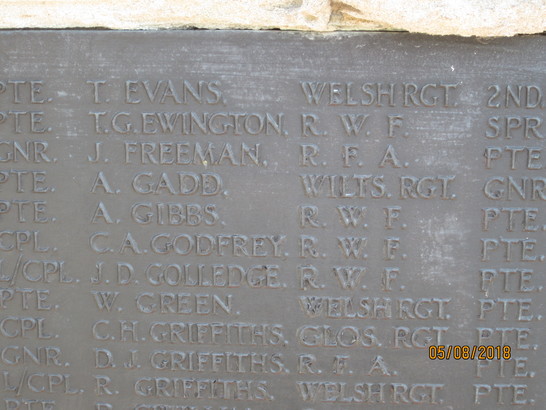 PTE. T. EVANS. WELSH RGT. 2ND
PTE. T.G. EWINGTON. R. W. F. SPR
GNR. J. FREEMAN. R. F. A. PTE.
PTE. A. GADD. WILTS. RGT. GNR
PTE. A. GIBBS. R. W. F. PTE.
CPL. C. A. GODFREY. R. W. F. PTE.
L/CPL. J. D. GOLLEDGE. R. W. F. PTE.
PTE. W. GREEN. WELSH RGT. PTE.
CPL. C. H. GRIFFITHS. GLOS. RGT. PTE.
GNR. D. J. GRIFFITHS. R. F. A. PTE.
L/CPL. R. GRIFFITHS. WELSH RGT. PTE.
05/08/2018